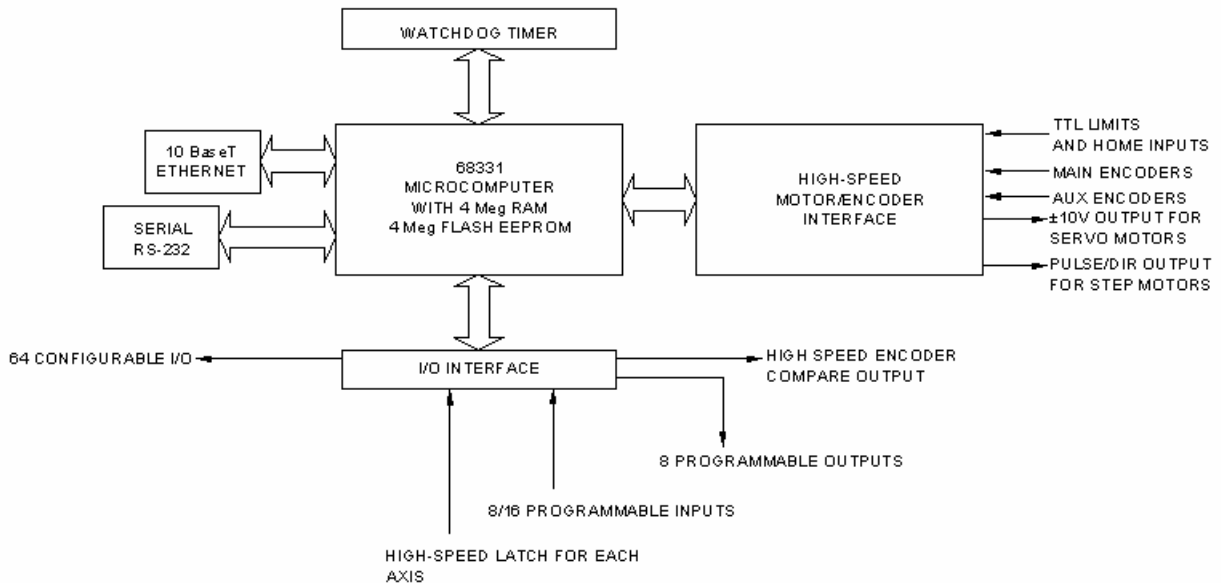 WATCHDOG TIMER
10 BaseT
ETHERNET
SERIAL
RS-232
68331
MICROCOMPUTER
WITH 4 Meg RAM
4 Meg FLASH EEPROM
HIGH-SPEED
MOTOR/ENCODER
INTERFACE
TTL LIMITS
AND HOME INPUTS
MAIN ENCODERS
AUX ENCODERS
±10V OUTPUT FOR
SERVO MOTORS
PULSE/DIR OUTPUT
FOR STEP MOTORS
64 CONFIGURABLE I/O
I/O INTERFACE
HIGH SPEED ENCODER
COMPARE OUTPUT
8 PROGRAMMABLE OUTPUTS
8/16 PROGRAMMABLE INPUTS
HIGH-SPEED LATCH FOR EACH
AXIS